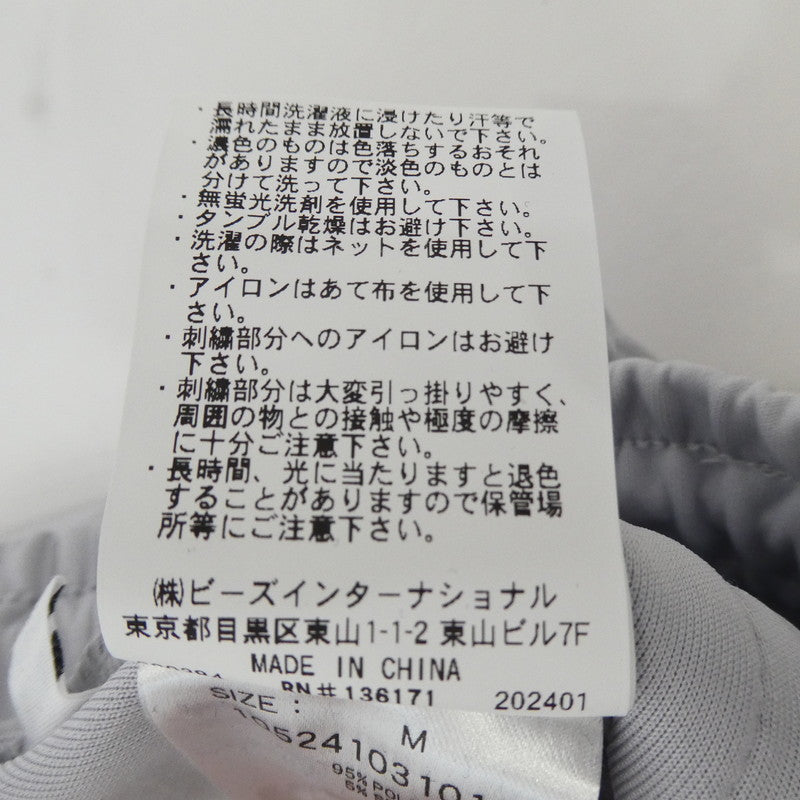 ・長時間洗濯液に浸けたり汗等で
濡れたまま放置しないで下さい。
・濃色のものは色落ちするおそれ
がありますので淡色のものとは
分けて洗って下さい。
・無蛍光洗剤を使用して下さい。
・タンブル乾燥はお避け下さい。
・洗濯の際はネットを使用して下
さい。
・アイロンはあて布を使用して下
さい。
・刺繍部分へのアイロンはお避け
下さい。
・刺繍部分は大変引っ掛りやすく、
周囲の物との接触や極度の摩擦
に十分ご注意下さい。
・長時間、光に当たりますと退色
することがありますので保管場
所等にご注意下さい。
㈱ビーズインターナショナル
東京都目黒区東山1-1-2 東山ビル7F
MADE IN CHINA
RN# 136171 202401
SIZE : M
95%